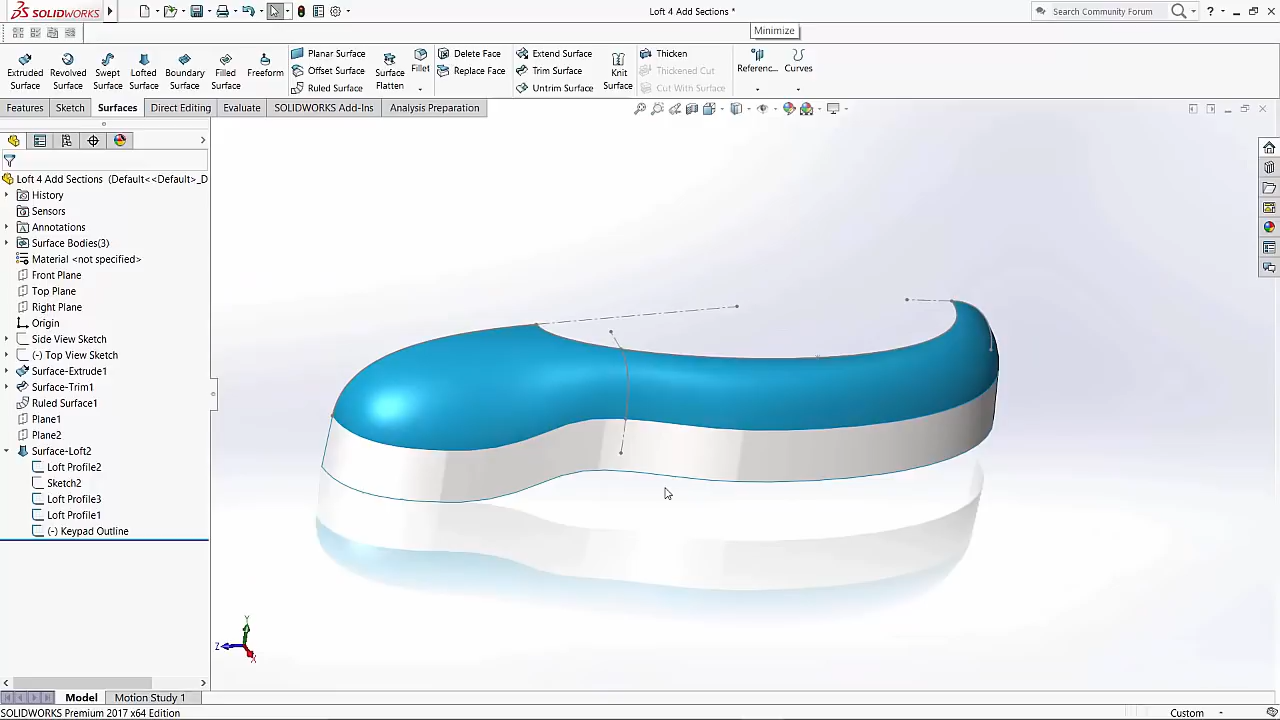 SOLIDWORKS
Loft 4 Add Sections *
Search Community Forum
?
Minimize
Extruded Surface
Revolved Surface
Swept Surface
Lofted Surface
Boundary Surface
Filled Surface
Freeform
Planar Surface
Offset Surface
Ruled Surface
Surface Flatten
Fillet
Delete Face
Replace Face
Extend Surface
Trim Surface
Untrim Surface
Knit Surface
Thicken
Thickened Cut
Cut With Surface
Referenc...
Curves
Features
Sketch
Surfaces
Direct Editing
Evaluate
SOLIDWORKS Add-Ins
Analysis Preparation
Loft 4 Add Sections (Default<<Default>_D
History
Sensors
Annotations
Surface Bodies(3)
Material <not specified>
Front Plane
Top Plane
Right Plane
Origin
Side View Sketch
(-) Top View Sketch
Surface-Extrude1
Surface-Trim1
Ruled Surface1
Plane1
Plane2
Surface-Loft2
Loft Profile2
Sketch2
Loft Profile3
Loft Profile1
(-) Keypad Outline
Y
Z
X
Model
Motion Study 1
SOLIDWORKS Premium 2017 x64 Edition
Custom